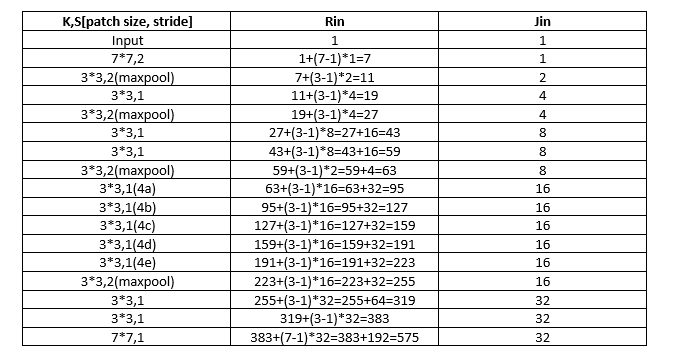 K,S[patch size, stride] Rin Jin
Input 1 1
7*7,2 1+(7-1)*1=7 1
3*3,2(maxpool) 7+(3-1)*2=11 2
3*3,1 11+(3-1)*4=19 4
3*3,2(maxpool) 19+(3-1)*4=27 4
3*3,1 27+(3-1)*8=27+16=43 8
3*3,1 43+(3-1)*8=43+16=59 8
3*3,2(maxpool) 59+(3-1)*2=59+4=63 8
3*3,1(4a) 63+(3-1)*16=63+32=95 16
3*3,1(4b) 95+(3-1)*16=95+32=127 16
3*3,1(4c) 127+(3-1)*16=127+32=159 16
3*3,1(4d) 159+(3-1)*16=159+32=191 16
3*3,1(4e) 191+(3-1)*16=191+32=223 16
3*3,2(maxpool) 223+(3-1)*16=223+32=255 16
3*3,1 255+(3-1)*32=255+64=319 32
3*3,1 319+(3-1)*32=383 32
7*7,1 383+(7-1)*32=383+192=575 32